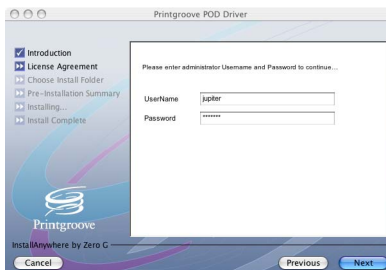 Printgroove POD Driver
Introduction
License Agreement
Choose Install Folder
Pre-Installation Summary
Installing...
Install Complete
Please enter administrator Username and Password to continue...
UserName
jupiter
Password
*******
Printgroove
InstallAnywhere by Zero G
Cancel
Previous
Next